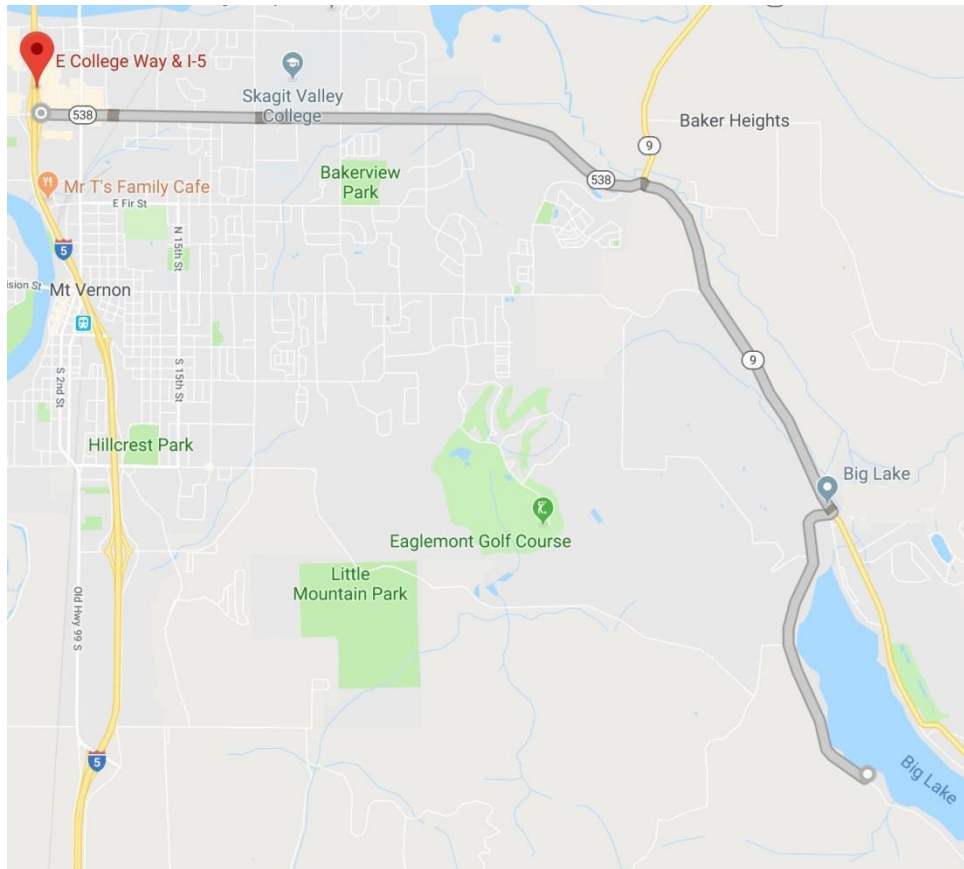 E College Way & I-5
538
Skagit Valley
College
Baker Heights
9
Mr T's Family Cafe
Bakerview
Park
538
E Fir St
N 15th St
5
ision St
Mt Vernon
S 2nd St
S 15th St
9
Hillcrest Park
Big Lake
Eaglemont Golf Course
Little
Mountain Park
Old Hwy 99 S
5
Big Lake